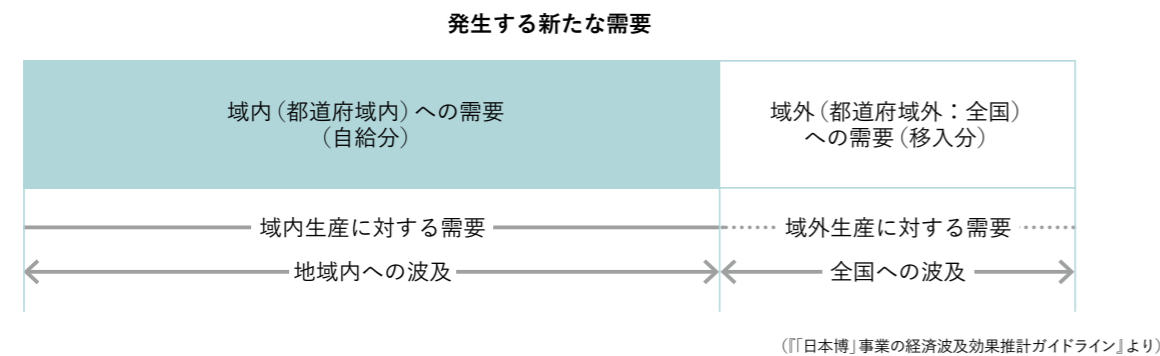 発生する新たな需要
域内（都道府域内）への需要
（自給分）
域外（都道府域外：全国）
への需要（移入分）
域内生産に対する需要
域外生産に対する需要
地域内への波及
全国への波及
（『「日本博」事業の経済波及効果推計ガイドライン』より）